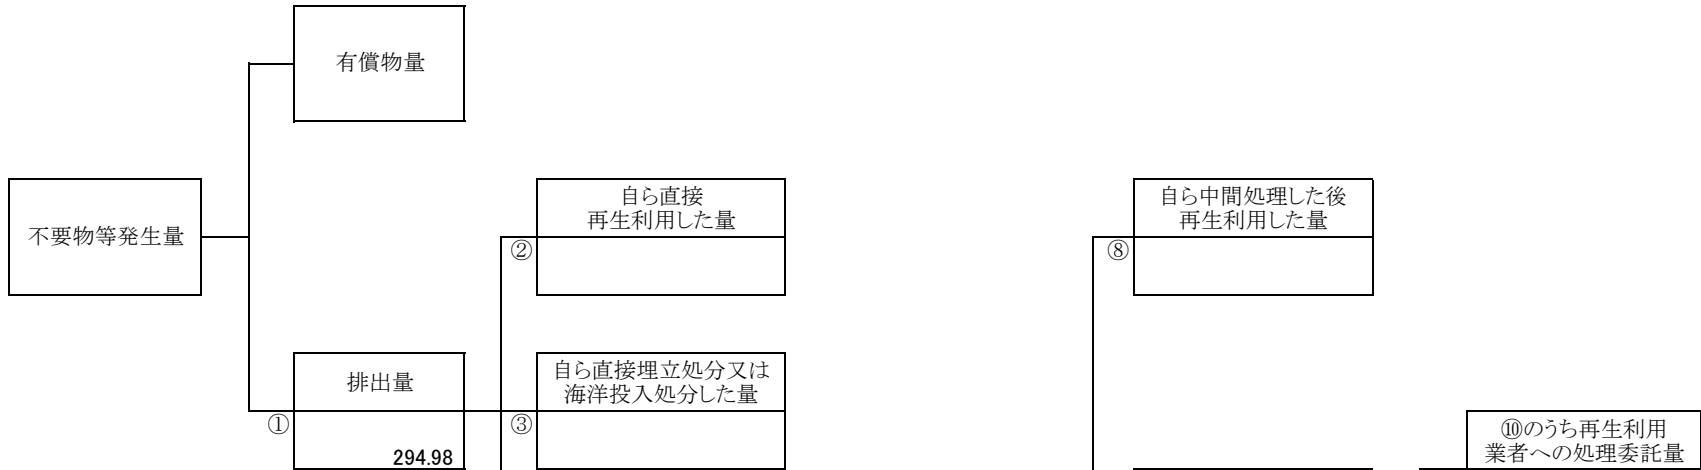 有償物量
不要物等発生量
自ら直接
再生利用した量
②
自ら中間処理した後
再生利用した量
⑧
排出量
①
294.98
自ら直接埋立処分又は
海洋投入処分した量
③
⑩のうち再生利用
業者への処理委託量